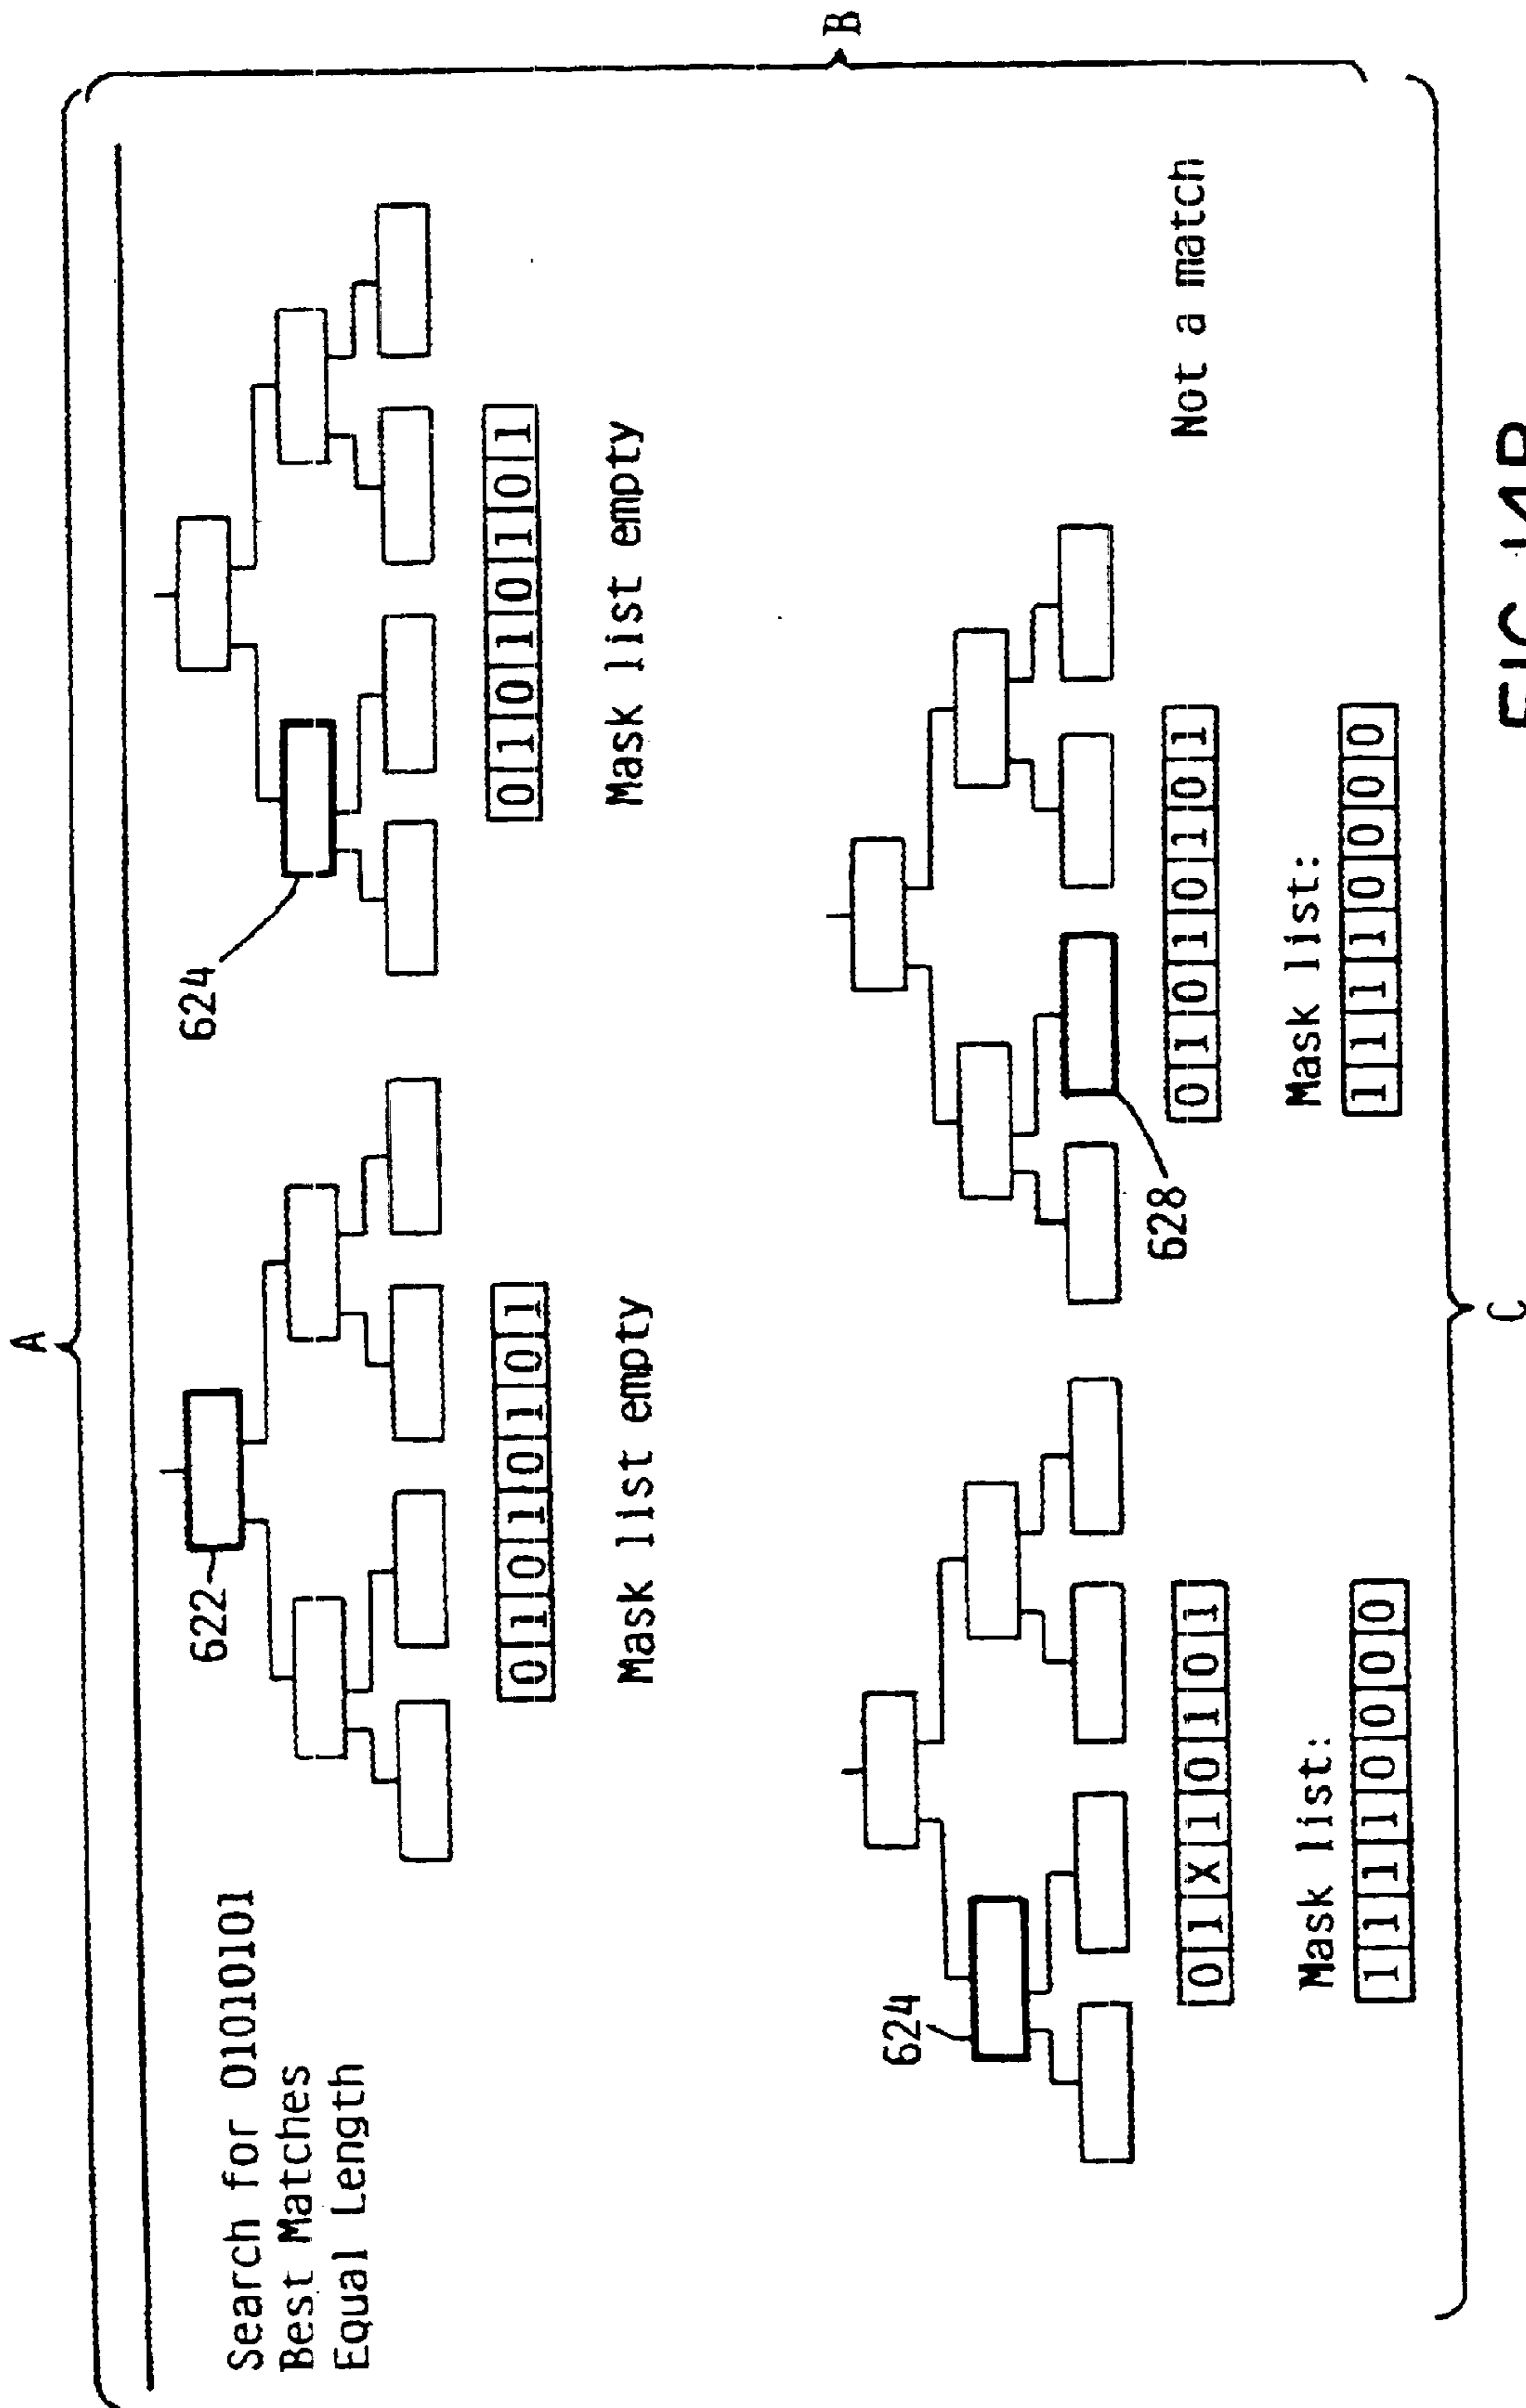 A
B
Search for 01010101
Best Matches
Equal Length
622
0 1 0 1 0 1 0 1
Mask list empty
624
0 1 0 1 0 1 0 1
Mask list empty
624
0 1 X 1 0 1 0 1
Mask list:
1 1 1 1 0 0 0 0
628
0 1 0 1 0 1 0 1
Not a match
Mask list:
1 1 1 1 0 0 0 0
C